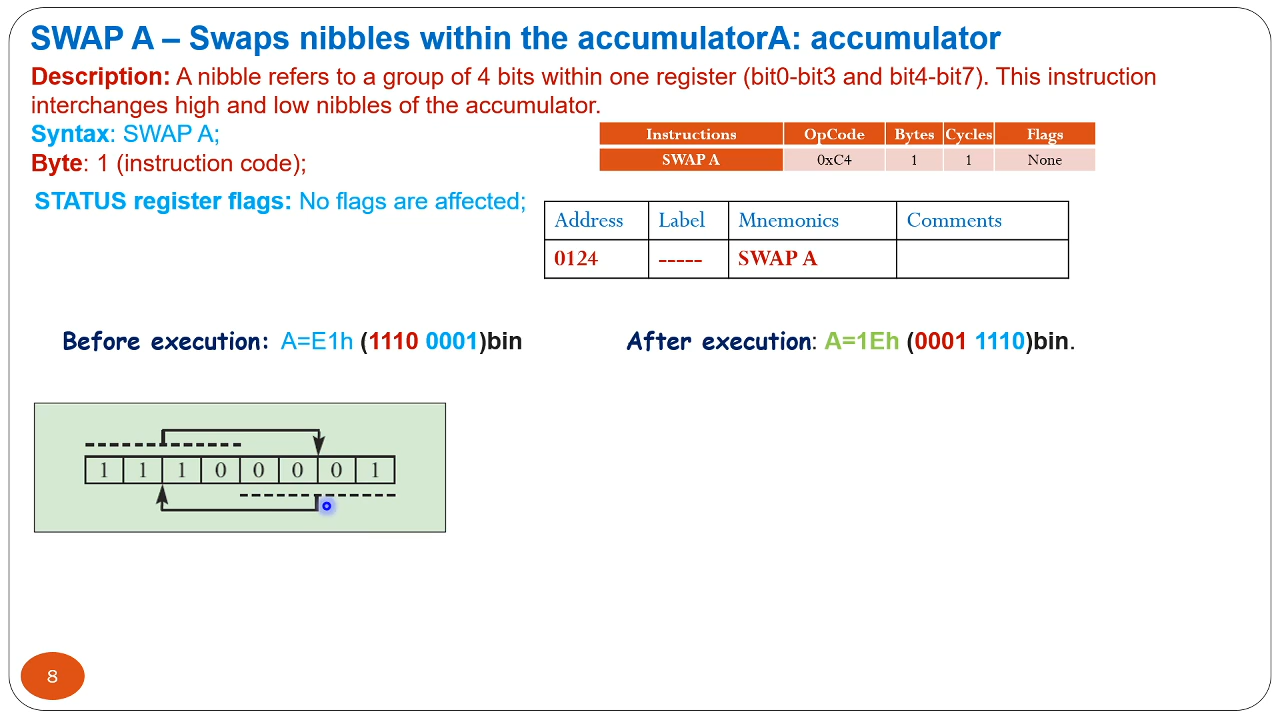 SWAP A – Swaps nibbles within the accumulatorA: accumulator
Description: A nibble refers to a group of 4 bits within one register (bit0-bit3 and bit4-bit7). This instruction
interchanges high and low nibbles of the accumulator.
Syntax: SWAP A;
Byte: 1 (instruction code);
STATUS register flags: No flags are affected;
Instructions OpCode Bytes Cycles Flags
SWAP A 0xC4 1 1 None
Address Label Mnemonics Comments
0124 ----- SWAP A
Before execution: A=E1h (1110 0001)bin
After execution: A=1Eh (0001 1110)bin.
1 1 1 0 0 0 0 1
8